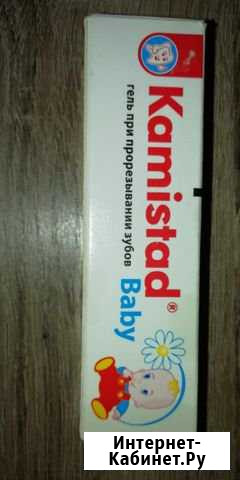 Kamistad®
Baby
гель при прорезывании зубов
Интернет-
Кабинет.Ру